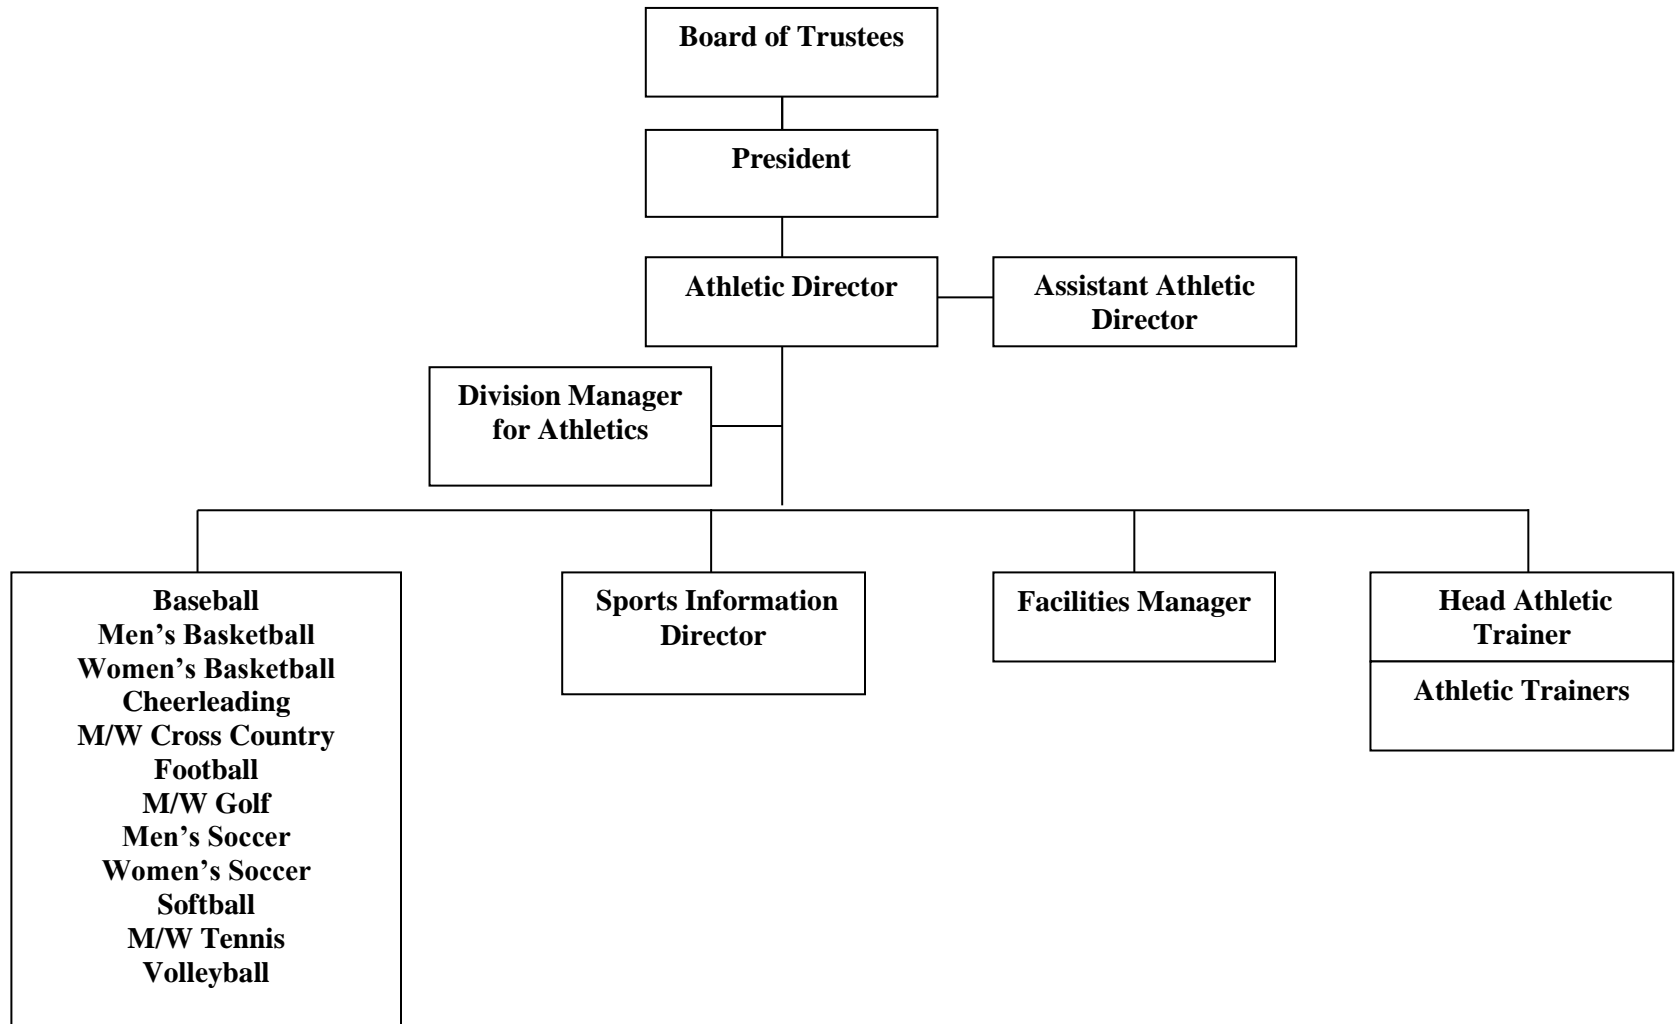 Board of Trustees
President
Athletic Director
Assistant Athletic
Director
Division Manager
for Athletics
Baseball
Men’s Basketball
Women’s Basketball
Cheerleading
M/W Cross Country
Football
M/W Golf
Men’s Soccer
Women’s Soccer
Softball
M/W Tennis
Volleyball
Sports Information
Director
Facilities Manager
Head Athletic
Trainer
Athletic Trainers